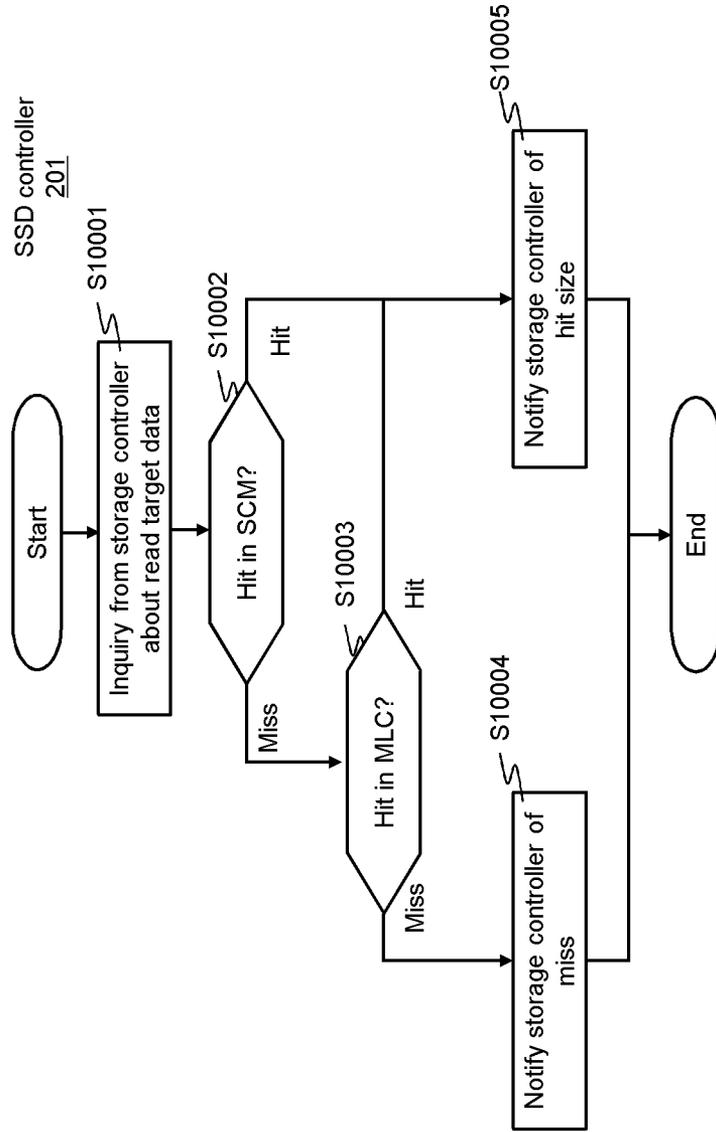 SSD controller
201
Start
S10001
Inquiry from storage controller
about read target data
S10002
Hit in SCM?
Hit
Miss
S10003
Hit in MLC?
Hit
Miss
S10004
Notify storage controller of
miss
S10005
Notify storage controller of
hit size
End